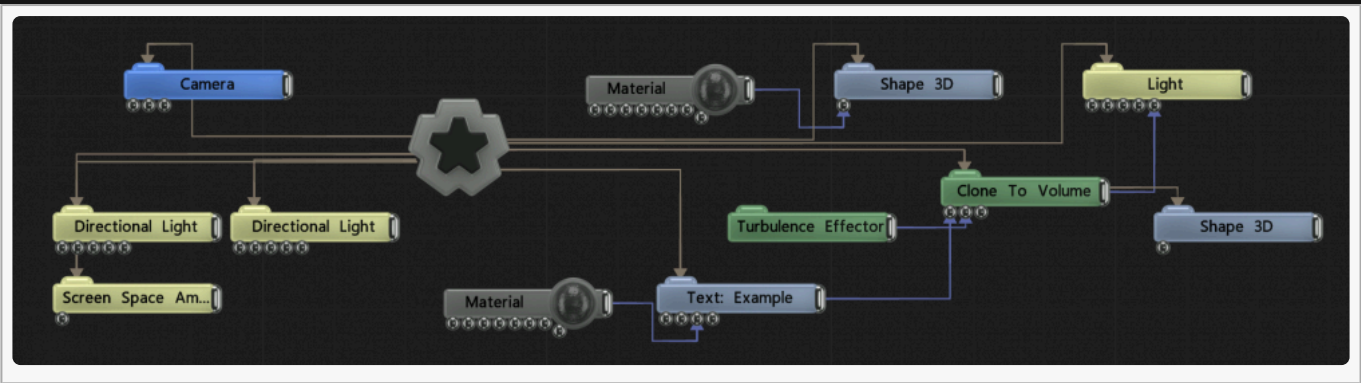 Camera
Material
Shape 3D
Light
Clone To Volume
Directional Light
Directional Light
Turbulence Effector
Shape 3D
Screen Space Am...
Material
Text: Example